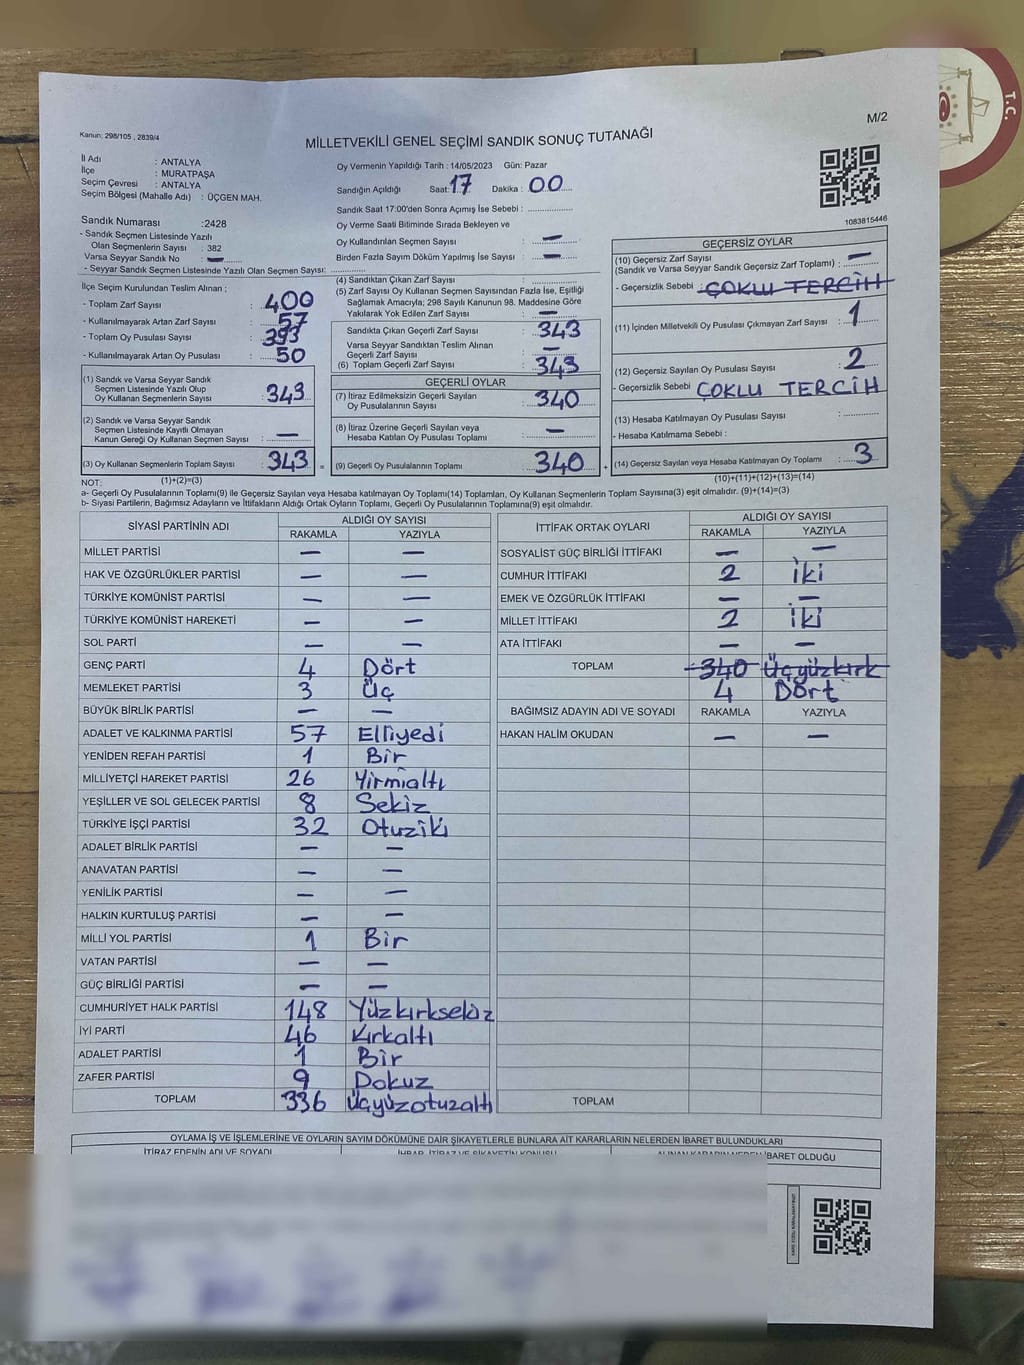 T.C.
Kanun: 298/105 , 2839/4
M/2
MİLLETVEKİLİ GENEL SEÇİMİ SANDIK SONUÇ TUTANAĞI
İl Adı : ANTALYA
İlçe : MURATPAŞA
Seçim Çevresi : ANTALYA
Seçim Bölgesi (Mahalle Adı) : ÜÇGEN MAH.
Sandık Numarası :2428
- Sandık Seçmen Listesinde Yazılı
Olan Seçmenlerin Sayısı : 382
Varsa Seyyar Sandık No : —
- Seyyar Sandık Seçmen Listesinde Yazılı Olan Seçmen Sayısı:
İlçe Seçim Kurulundan Teslim Alınan ;
- Toplam Zarf Sayısı : 400
- Kullanılmayarak Artan Zarf Sayısı : 57
- Toplam Oy Pusulası Sayısı : 393
- Kullanılmayarak Artan Oy Pusulası : 50
(1) Sandık ve Varsa Seyyar Sandık
Seçmen Listesinde Yazılı Olup
Oy Kullanan Seçmenlerin Sayısı : 343
(2) Sandık ve Varsa Seyyar Sandık
Seçmen Listesinde Kayıtlı Olmayan
Kanun Gereği Oy Kullanan Seçmen Sayısı : —
(3) Oy Kullanan Seçmenlerin Toplam Sayısı : 343
Oy Vermenin Yapıldığı Tarih : 14/05/2023 Gün: Pazar
Sandığın Açıldığı Saat: 17 Dakika : 00
Sandık Saat 17:00'den Sonra Açımış İse Sebebi :
Oy Verme Saati Bitiminde Sırada Bekleyen ve
Oy Kullandırılan Seçmen Sayısı : —
Birden Fazla Sayım Döküm Yapılmış İse Sayısı : —
(4) Sandıktan Çıkan Zarf Sayısı :
(5) Zarf Sayısı Oy Kullanan Seçmen Sayısından Fazla İse, Eşitliği
Sağlamak Amacıyla; 298 Sayılı Kanunun 98. Maddesine Göre
Yakılarak Yok Edilen Zarf Sayısı : —
Sandıkta Çıkan Geçerli Zarf Sayısı : 343
Varsa Seyyar Sandıktan Teslim Alınan
Geçerli Zarf Sayısı : —
(6) Toplam Geçerli Zarf Sayısı : 343
GEÇERLİ OYLAR
(7) İtiraz Edilmeksizin Geçerli Sayılan
Oy Pusulalarının Sayısı : 340
(8) İtiraz Üzerine Geçerli Sayılan veya
Hesaba Katılan Oy Pusulası Toplamı : —
= (9) Geçerli Oy Pusulalarının Toplamı : 340
1083815446
GEÇERSİZ OYLAR
(10) Geçersiz Zarf Sayısı
(Sandık ve Varsa Seyyar Sandık Geçersiz Zarf Toplamı) : —
- Geçersizlik Sebebi : ÇOKLU TERCİH
(11) İçinden Milletvekili Oy Pusulası Çıkmayan Zarf Sayısı : 1
(12) Geçersiz Sayılan Oy Pusulası Sayısı : 2
- Geçersizlik Sebebi : ÇOKLU TERCİH
(13) Hesaba Katılmayan Oy Pusulası Sayısı :
- Hesaba Katılmama Sebebi :
+ (14) Geçersiz Sayılan veya Hesaba Katılmayan Oy Toplamı : 3
NOT: (1)+(2)=(3) (10)+(11)+(12)+(13)=(14)
a- Geçerli Oy Pusulalarının Toplamı(9) ile Geçersiz Sayılan veya Hesaba katılmayan Oy Toplamı(14) Toplamları, Oy Kullanan Seçmenlerin Toplam Sayısına(3) eşit olmalıdır. (9)+(14)=(3)
b- Siyasi Partilerin, Bağımsız Adayların ve İttifakların Aldığı Ortak Oyların Toplamı, Geçerli Oy Pusulalarının Toplamına(9) eşit olmalıdır.
SİYASİ PARTİNİN ADI ALDIĞI OY SAYISI
RAKAMLA YAZIYLA
MİLLET PARTİSİ — —
HAK VE ÖZGÜRLÜKLER PARTİSİ — —
TÜRKİYE KOMÜNİST PARTİSİ — —
TÜRKİYE KOMÜNİST HAREKETİ — —
SOL PARTİ — —
GENÇ PARTİ 4 Dört
MEMLEKET PARTİSİ 3 Üç
BÜYÜK BİRLİK PARTİSİ — —
ADALET VE KALKINMA PARTİSİ 57 Elliyedi
YENİDEN REFAH PARTİSİ 1 Bir
MİLLİYETÇİ HAREKET PARTİSİ 26 Yirmialtı
YEŞİLLER VE SOL GELECEK PARTİSİ 8 Sekiz
TÜRKİYE İŞÇİ PARTİSİ 32 Otuziki
ADALET BİRLİK PARTİSİ — —
ANAVATAN PARTİSİ — —
YENİLİK PARTİSİ — —
HALKIN KURTULUŞ PARTİSİ — —
MİLLİ YOL PARTİSİ 1 Bir
VATAN PARTİSİ — —
GÜÇ BİRLİĞİ PARTİSİ — —
CUMHURİYET HALK PARTİSİ 148 Yüzkırksekiz
İYİ PARTİ 46 Kırkaltı
ADALET PARTİSİ 1 Bir
ZAFER PARTİSİ 9 Dokuz
TOPLAM 336 Üçyüzotuzaltı
İTTİFAK ORTAK OYLARI ALDIĞI OY SAYISI
RAKAMLA YAZIYLA
SOSYALİST GÜÇ BİRLİĞİ İTTİFAKI — —
CUMHUR İTTİFAKI 2 İki
EMEK VE ÖZGÜRLÜK İTTİFAKI — —
MİLLET İTTİFAKI 2 İki
ATA İTTİFAKI — —
TOPLAM 340 Üçyüzkırk
4 Dört
BAĞIMSIZ ADAYIN ADI VE SOYADI RAKAMLA YAZIYLA
HAKAN HALİM OKUDAN — —
TOPLAM
OYLAMA İŞ VE İŞLEMLERİNE VE OYLARIN SAYIM DÖKÜMÜNE DAİR ŞİKAYETLERLE BUNLARA AİT KARARLARIN NELERDEN İBARET BULUNDUKLARI
İTİRAZ EDENİN ADI VE SOYADI İHBAR, İTİRAZ VE ŞİKAYETİN KONUSU ALINAN KARARIN NEDEN İBARET OLDUĞU